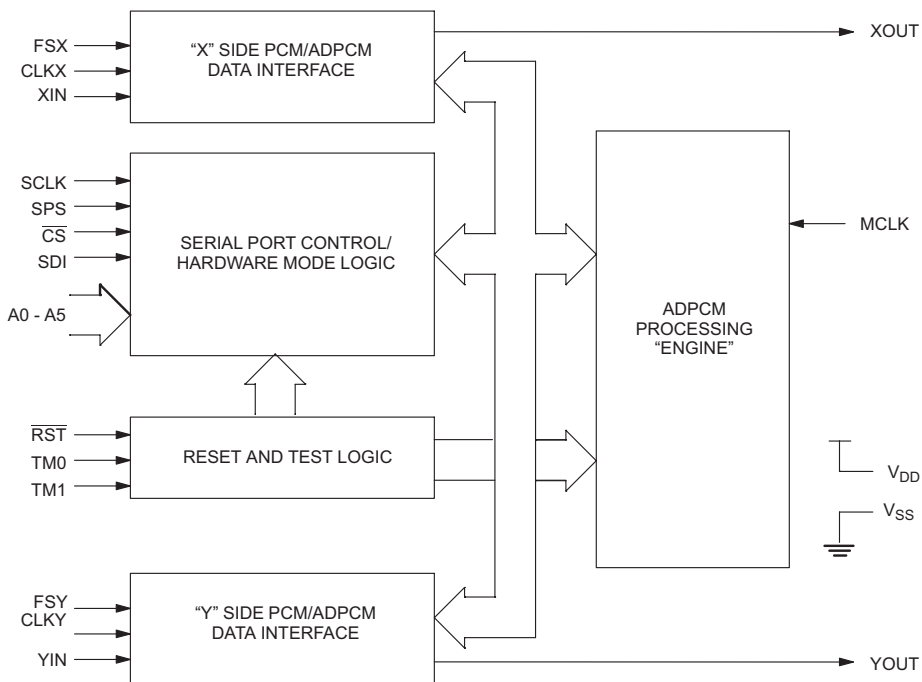 FSX
CLKX
XIN
“X” SIDE PCM/ADPCM
DATA INTERFACE
XOUT
SCLK
SPS
CS
SDI
A0 - A5
SERIAL PORT CONTROL/
HARDWARE MODE LOGIC
MCLK
ADPCM
PROCESSING
“ENGINE”
RST
TM0
TM1
RESET AND TEST LOGIC
VDD
VSS
FSY
CLKY
YIN
“Y” SIDE PCM/ADPCM
DATA INTERFACE
YOUT